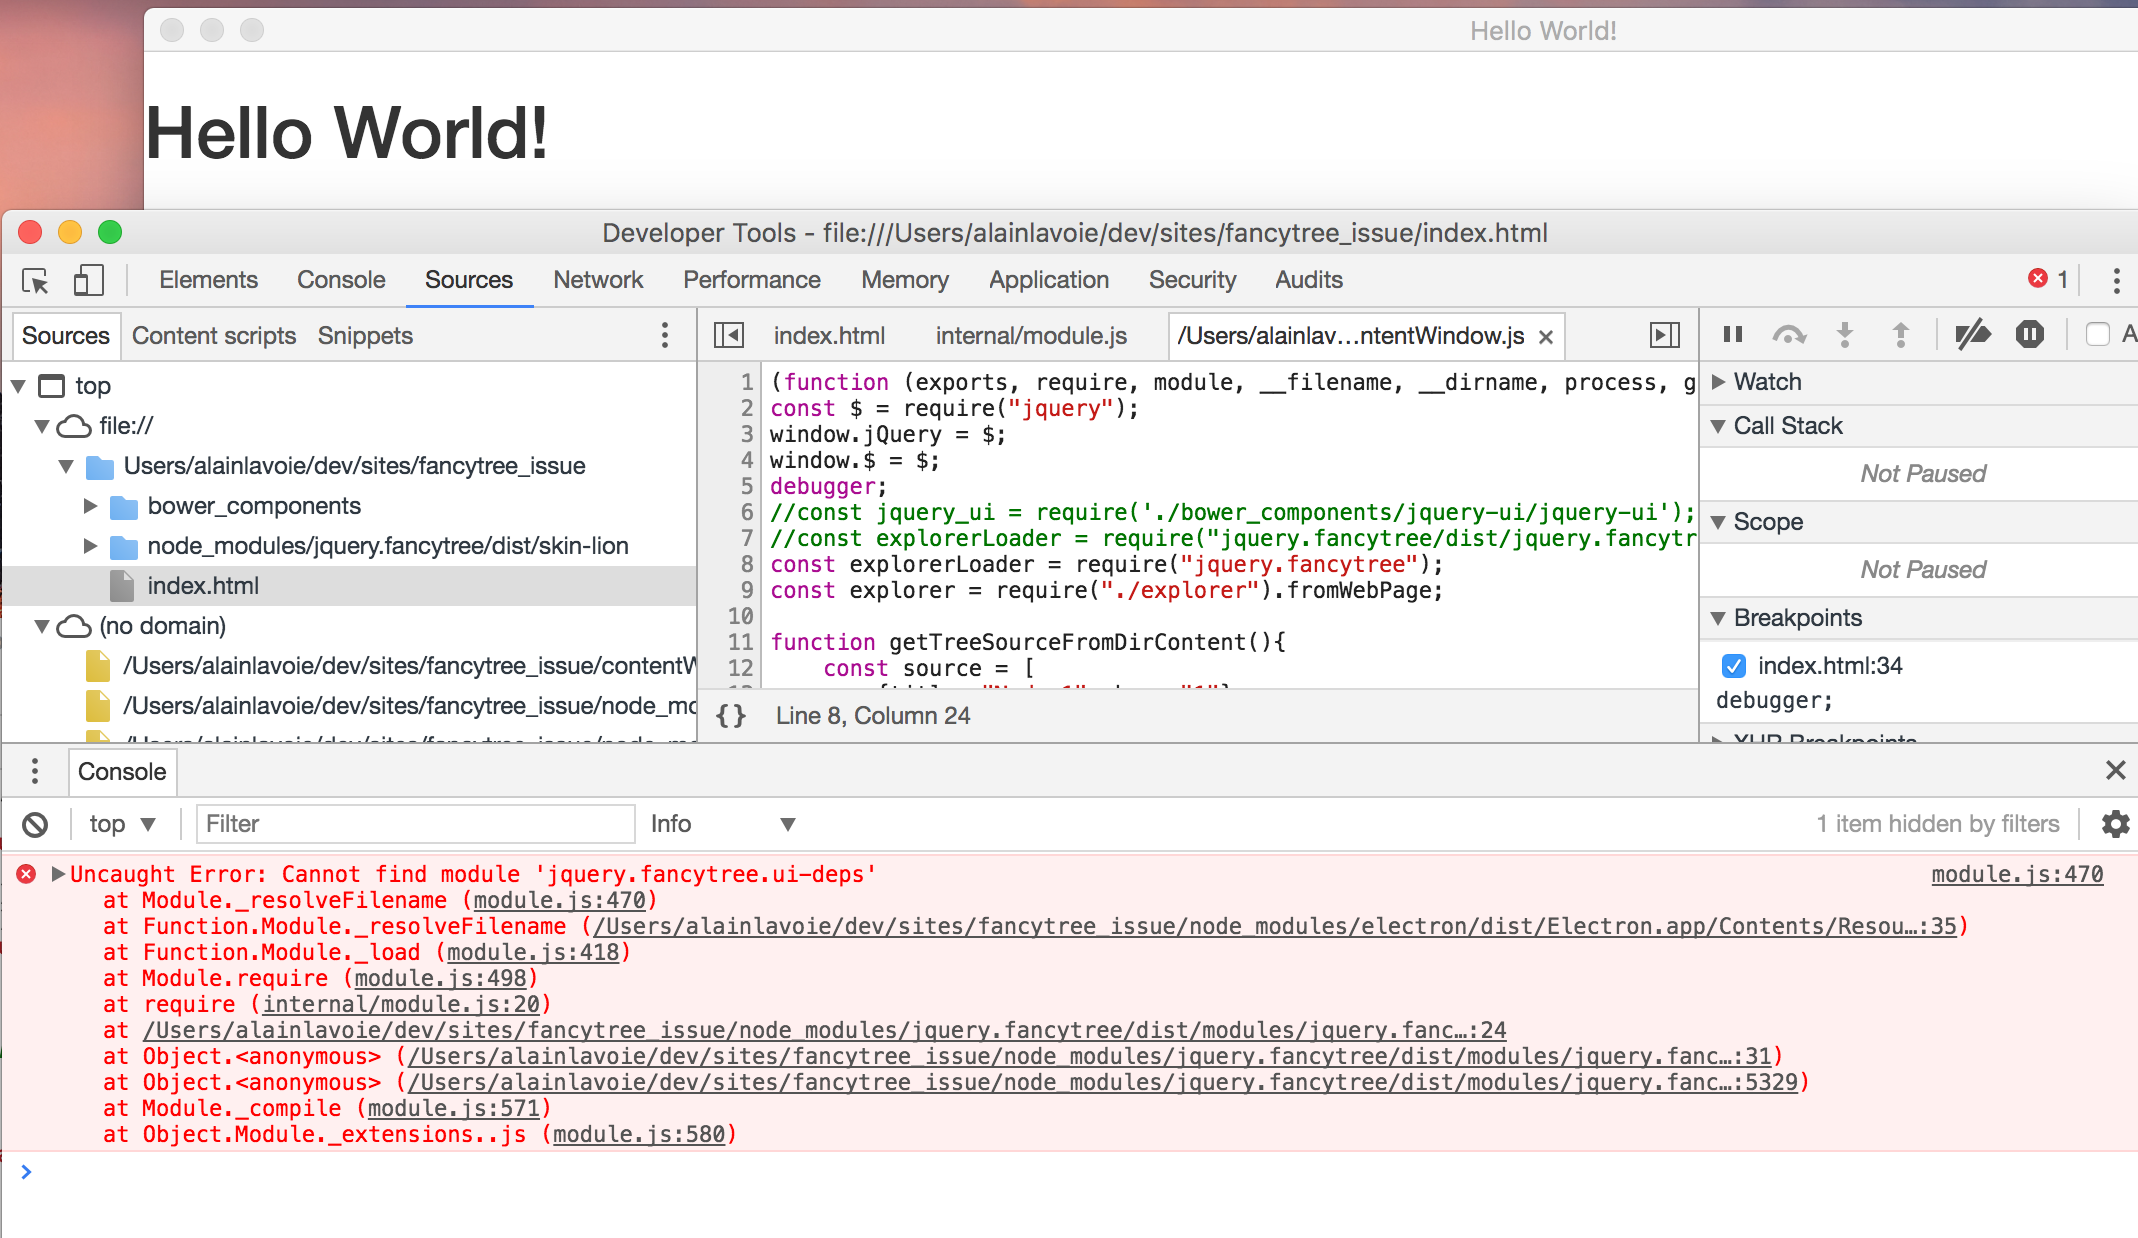 Hello World!
Hello World!
Developer Tools - file:///Users/alainlavoie/dev/sites/fancytree_issue/index.html
Elements Console Sources Network Performance Memory Application Security Audits 1
Sources Content scripts Snippets
index.html internal/module.js /Users/alainlav...ntentWindow.js
A
top
file://
Users/alainlavoie/dev/sites/fancytree_issue
bower_components
node_modules/jquery.fancytree/dist/skin-lion
index.html
(no domain)
/Users/alainlavoie/dev/sites/fancytree_issue/contentW
/Users/alainlavoie/dev/sites/fancytree_issue/node_mo
1 (function (exports, require, module, __filename, __dirname, process, g
2 const $ = require("jquery");
3 window.jQuery = $;
4 window.$ = $;
5 debugger;
6 //const jquery_ui = require('./bower_components/jquery-ui/jquery-ui');
7 //const explorerLoader = require("jquery.fancytree/dist/jquery.fancytr
8 const explorerLoader = require("jquery.fancytree");
9 const explorer = require("./explorer").fromWebPage;
10
11 function getTreeSourceFromDirContent(){
12 const source = [
{} Line 8, Column 24
Watch
Call Stack
Not Paused
Scope
Not Paused
Breakpoints
index.html:34
debugger;
XHR Breakpoints
Console
top Filter Info 1 item hidden by filters
Uncaught Error: Cannot find module 'jquery.fancytree.ui-deps' module.js:470
at Module._resolveFilename (module.js:470)
at Function.Module._resolveFilename (/Users/alainlavoie/dev/sites/fancytree_issue/node_modules/electron/dist/Electron.app/Contents/Resou…:35)
at Function.Module._load (module.js:418)
at Module.require (module.js:498)
at require (internal/module.js:20)
at /Users/alainlavoie/dev/sites/fancytree_issue/node_modules/jquery.fancytree/dist/modules/jquery.fanc…:24
at Object.<anonymous> (/Users/alainlavoie/dev/sites/fancytree_issue/node_modules/jquery.fancytree/dist/modules/jquery.fanc…:31)
at Object.<anonymous> (/Users/alainlavoie/dev/sites/fancytree_issue/node_modules/jquery.fancytree/dist/modules/jquery.fanc…:5329)
at Module._compile (module.js:571)
at Object.Module._extensions..js (module.js:580)